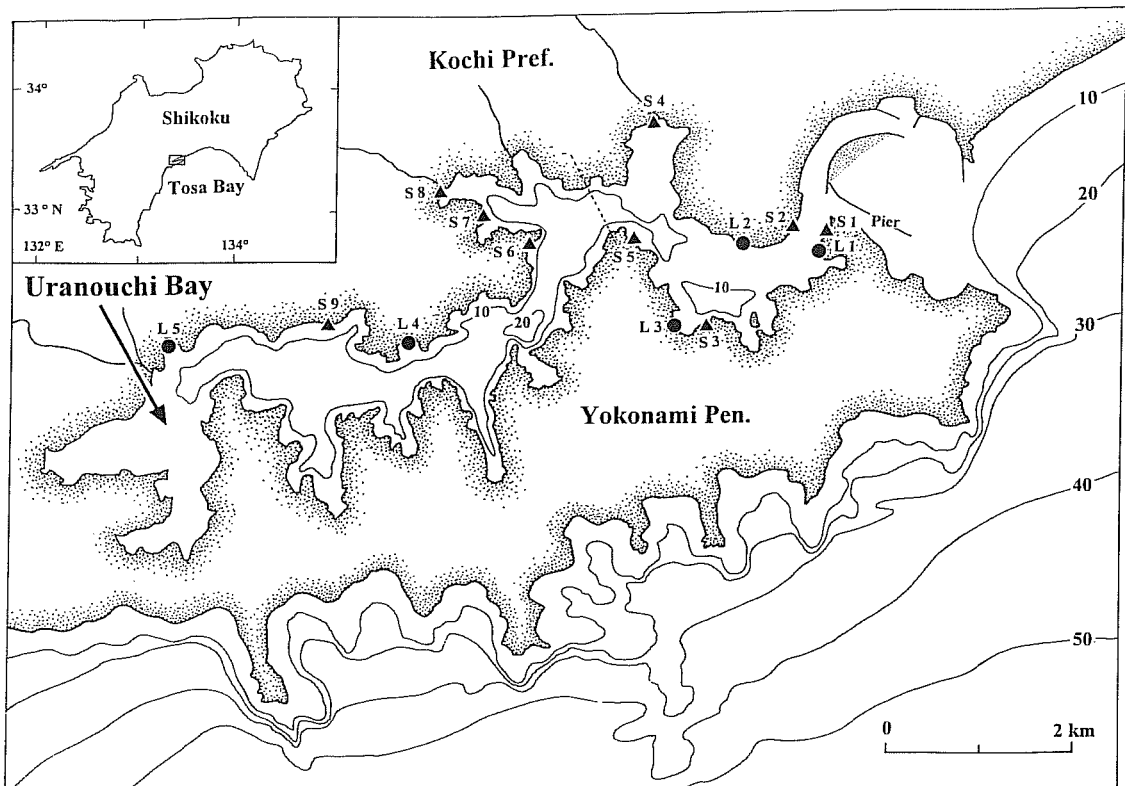 34°
Shikoku
Tosa Bay
33° N
132° E
134°
Kochi Pref.
S 4
10
20
30
40
50
S 8
S 7
S 6
S 5
L 2
S 2
S 1
Pier
L 1
Uranouchi Bay
L 5
S 9
L 4
10
20
10
L 3
S 3
Yokonami Pen.
0
2 km